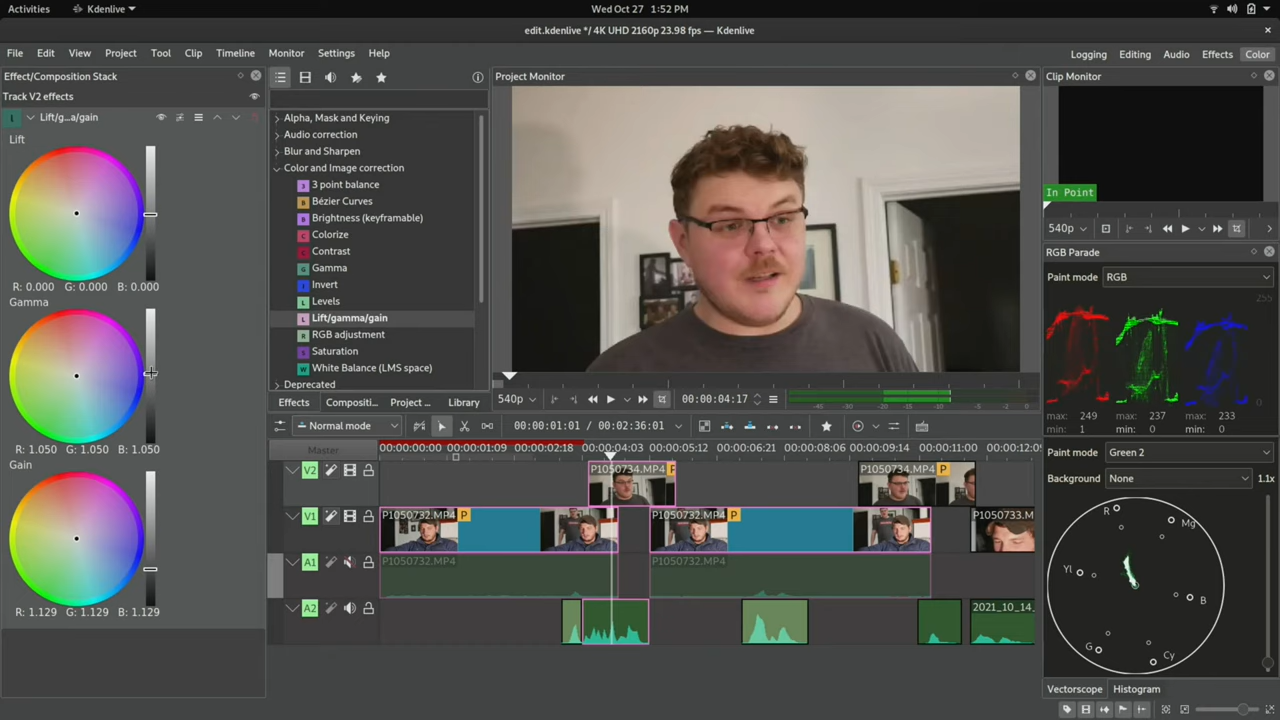 Activities
Kdenlive
Wed Oct 27 1:52 PM
edit.kdenlive */ 4K UHD 2160p 23.98 fps — Kdenlive
File Edit View Project Tool Clip Timeline Monitor Settings Help
Logging Editing Audio Effects Color
Effect/Composition Stack
Track V2 effects
Lift/g...a/gain
Lift
R: 0.000 G: 0.000 B: 0.000
Gamma
R: 1.050 G: 1.050 B: 1.050
Gain
R: 1.129 G: 1.129 B: 1.129
Alpha, Mask and Keying
Audio correction
Blur and Sharpen
Color and Image correction
3 point balance
Bézier Curves
Brightness (keyframable)
Colorize
Contrast
Gamma
Invert
Levels
Lift/gamma/gain
RGB adjustment
Saturation
White Balance (LMS space)
Deprecated
Effects Compositi... Project ... Library
Project Monitor
540p
00:00:04:17
-45 -20 -15 -10 -5 0
Clip Monitor
In Point
540p
RGB Parade
Paint mode RGB
255
max: 249 237 233
min: 1 0 0
Paint mode Green 2
Background: None 1.1x
R
Mg
Yl
B
G
Cy
Vectorscope Histogram
Normal mode
00:00:01:01 / 00:02:36:01
Master
00:00:00:00 00:00:01:09 00:00:02:18 00:00:04:03 00:00:05:12 00:00:06:21 00:00:08:06 00:00:09:14 00:00:11:00 00:00:12:0
V2
P1050734.MP4 P
P1050734.MP4 P
V1
P1050732.MP4 P
P1050732.MP4 P
P1050733.MP4
A1
P1050732.MP4
P1050732.MP4
A2
2021_10_14_